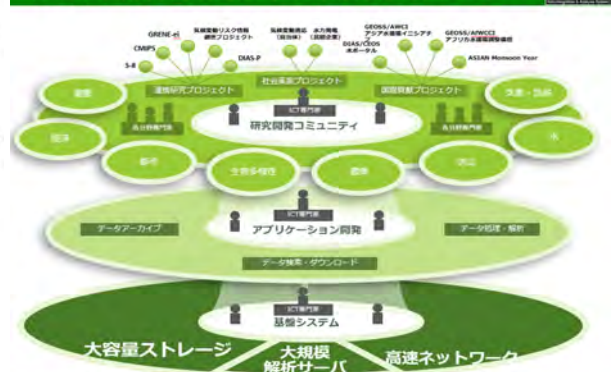 GRENE-ei
気候変動リスク情報
創生プロジェクト
気候変動適応
(自治体)
水力発電
(民間企業)
GEOSS/AWCI
アジア水循環イニシアチブ
GEOSS/AfWCCI
アフリカ水循環調整機構
CMIP5
DIAS/CEOS
水ポータル
S-8
DIAS-P
ASIAN Monsoon Year
連携研究プロジェクト
社会実装プロジェクト
国際貢献プロジェクト
ICT専門家
研究開発コミュニティ
各分野専門家
各分野専門家
健康
気象・気候
水
都市
生物多様性
農業
ICT専門家
アプリケーション開発
データアーカイブ
データ処理・解析
データ検索・ダウンロード
ICT専門家
基盤システム
大容量ストレージ
大規模
解析サーバ
高速ネットワーク